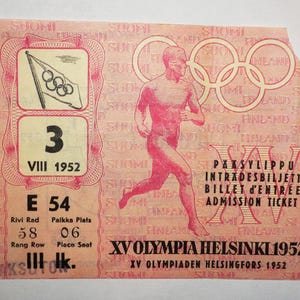 3
VIII 1952
E 54
Rivi Rad Paikka Plats
58 06
Rang Row Place Seat
III lk.
XV
PÄÄSYLIPPU
INTRÄDESBILJETT
BILLET d'ENTRÉE
ADMISSION TICKET
XV OLYMPIA HELSINKI 1952
XV OLYMPIADEN HELSINGFORS 1952